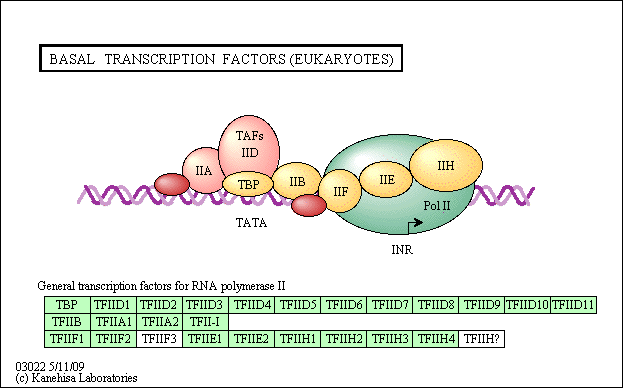 BASAL TRANSCRIPTION FACTORS (EUKARYOTES)
TAFs
IID
IIA
TBP
IIB
IIF
IIE
IIH
Pol II
TATA
INR
General transcription factors for RNA polymerase II
TBP TFIID1 TFIID2 TFIID3 TFIID4 TFIID5 TFIID6 TFIID7 TFIID8 TFIID9 TFIID10 TFIID11
TFIIB TFIIA1 TFIIA2 TFII-I
TFIIF1 TFIIF2 TFIIF3 TFIIE1 TFIIE2 TFIIH1 TFIIH2 TFIIH3 TFIIH4 TFIIH?
03022 5/11/09
(c) Kanehisa Laboratories